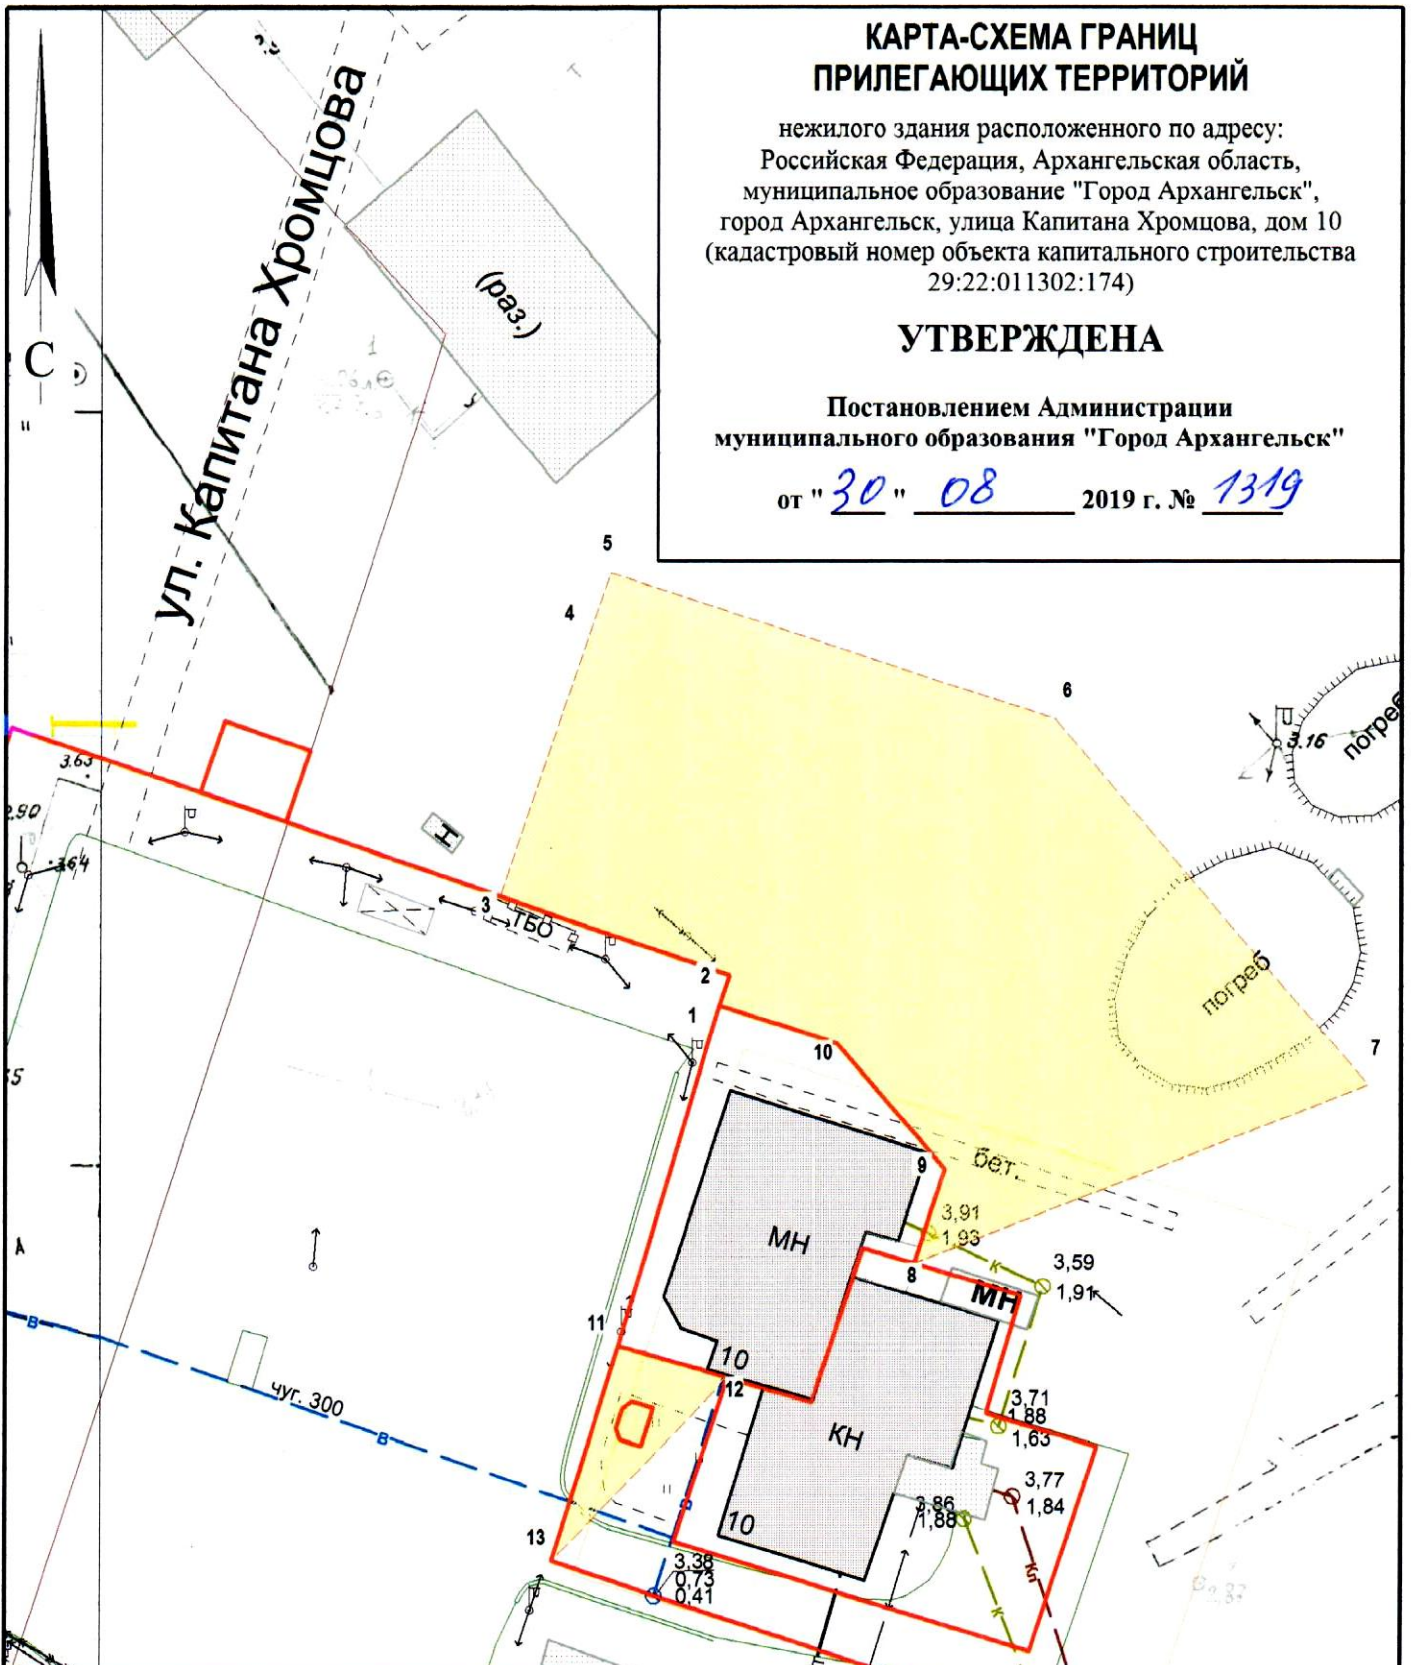 КАРТА-СХЕМА ГРАНИЦ
ПРИЛЕГАЮЩИХ ТЕРРИТОРИЙ
нежилого здания расположенного по адресу:
Российская Федерация, Архангельская область,
муниципальное образование "Город Архангельск",
город Архангельск, улица Капитана Хромцова, дом 10
(кадастровый номер объекта капитального строительства
29:22:011302:174)
УТВЕРЖДЕНА
Постановлением Администрации
муниципального образования "Город Архангельск"
от "30" 08 2019 г. № 1319
ул. Капитана Хромцова
(раз.)
С
1
5
4
6
3.16
погреб
3.63
3.64
Н
3
ТБО
2
1
10
погреб
7
бет.
9
3,91
1,93
К
3,59
1,91
МН
8
МН
11
В
10
12
чуг. 300
В
3,71
1,88
1,63
КН
3,77
1,84
3,86
1,88
10
В
13
3,38
0,73
0,41
Кл
К